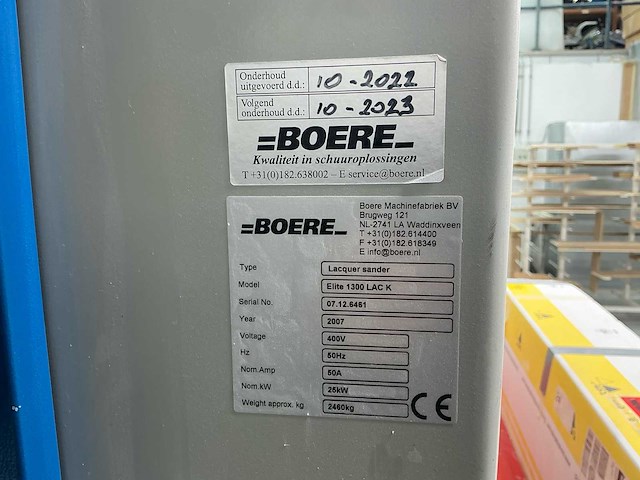 Onderhoud
uitgevoerd d.d.: 10-2022
Volgend
onderhoud d.d.: 10-2023
=BOERE_
Kwaliteit in schuuroplossingen
T +31(0)182.638002 – E service@boere.nl
=BOERE_
Boere Machinefabriek BV
Brugweg 121
NL-2741 LA Waddinxveen
T +31(0)182.614400
F +31(0)182.618349
E info@boere.nl
Type Lacquer sander
Model Elite 1300 LAC K
Serial No. 07.12.6461
Year 2007
Voltage 400V
Hz 50Hz
Nom.Amp 50A
Nom.kW 25kW
Weight approx. kg 2460kg
CE